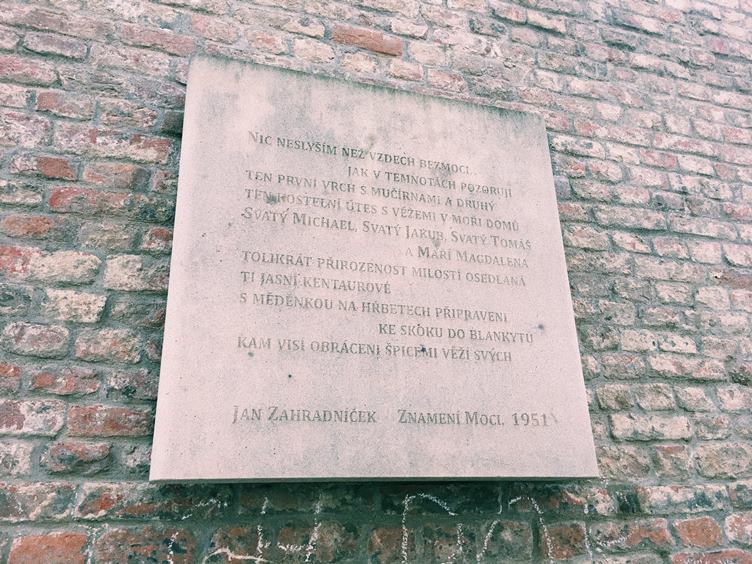 NIC NESLYŠÍM NEŽ VZDECH BEZMOCI.
JAK V TEMNOTÁCH POZORUJI
TEN PRVNÍ VRCH S MUČÍRNAMI A DRUHÝ
TEN KOSTELNÍ ÚTES S VĚŽEMI V MOŘI DOMŮ
SVATÝ MICHAEL, SVATÝ JAKUB, SVATÝ TOMÁŠ
A MÁŘÍ MAGDALENA
TOLIKRÁT PŘIROZENOST MILOSTÍ OSEDLANÁ
TI JASNÍ KENTAUROVÉ
S MĚDĚNKOU NA HŘBETECH PŘIPRAVENI
KE SKOKU DO BLANKYTU
KAM VISÍ OBRÁCENI ŠPICEMI VĚŽÍ SVÝCH
JAN ZAHRADNÍČEK ZNAMENÍ MOCI, 1951